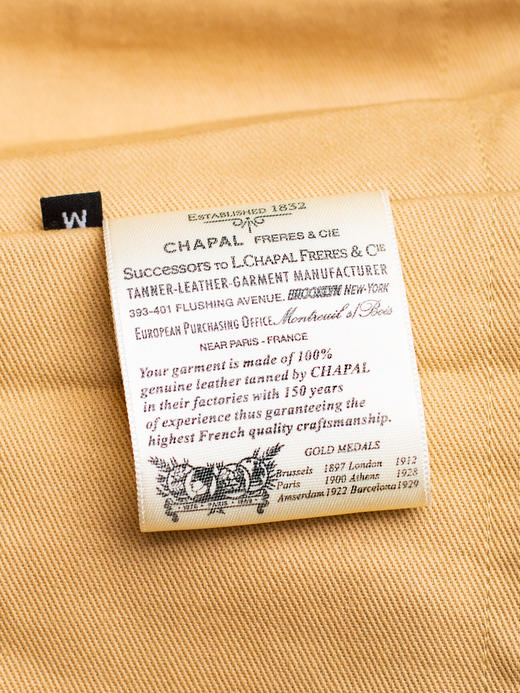 M
ESTABLISHED 1832
CHAPAL FRERES & CIE
SUCCESSORS TO L.CHAPAL FRERES & CIE
TANNER-LEATHER-GARMENT MANUFACTURER
393-401 FLUSHING AVENUE. BROOKLYN NEW-YORK
EUROPEAN PURCHASING OFFICE. Montreuil s/ Bois
NEAR PARIS - FRANCE
Your garment is made of 100%
genuine leather tanned by CHAPAL
in their factories with 150 years
of experience thus garanteeing the
highest French quality craftsmanship.
GOLD MEDALS
Brussels 1897 London 1912
Paris 1900 Athens 1928
Amsterdam 1922 Barcelona 1929